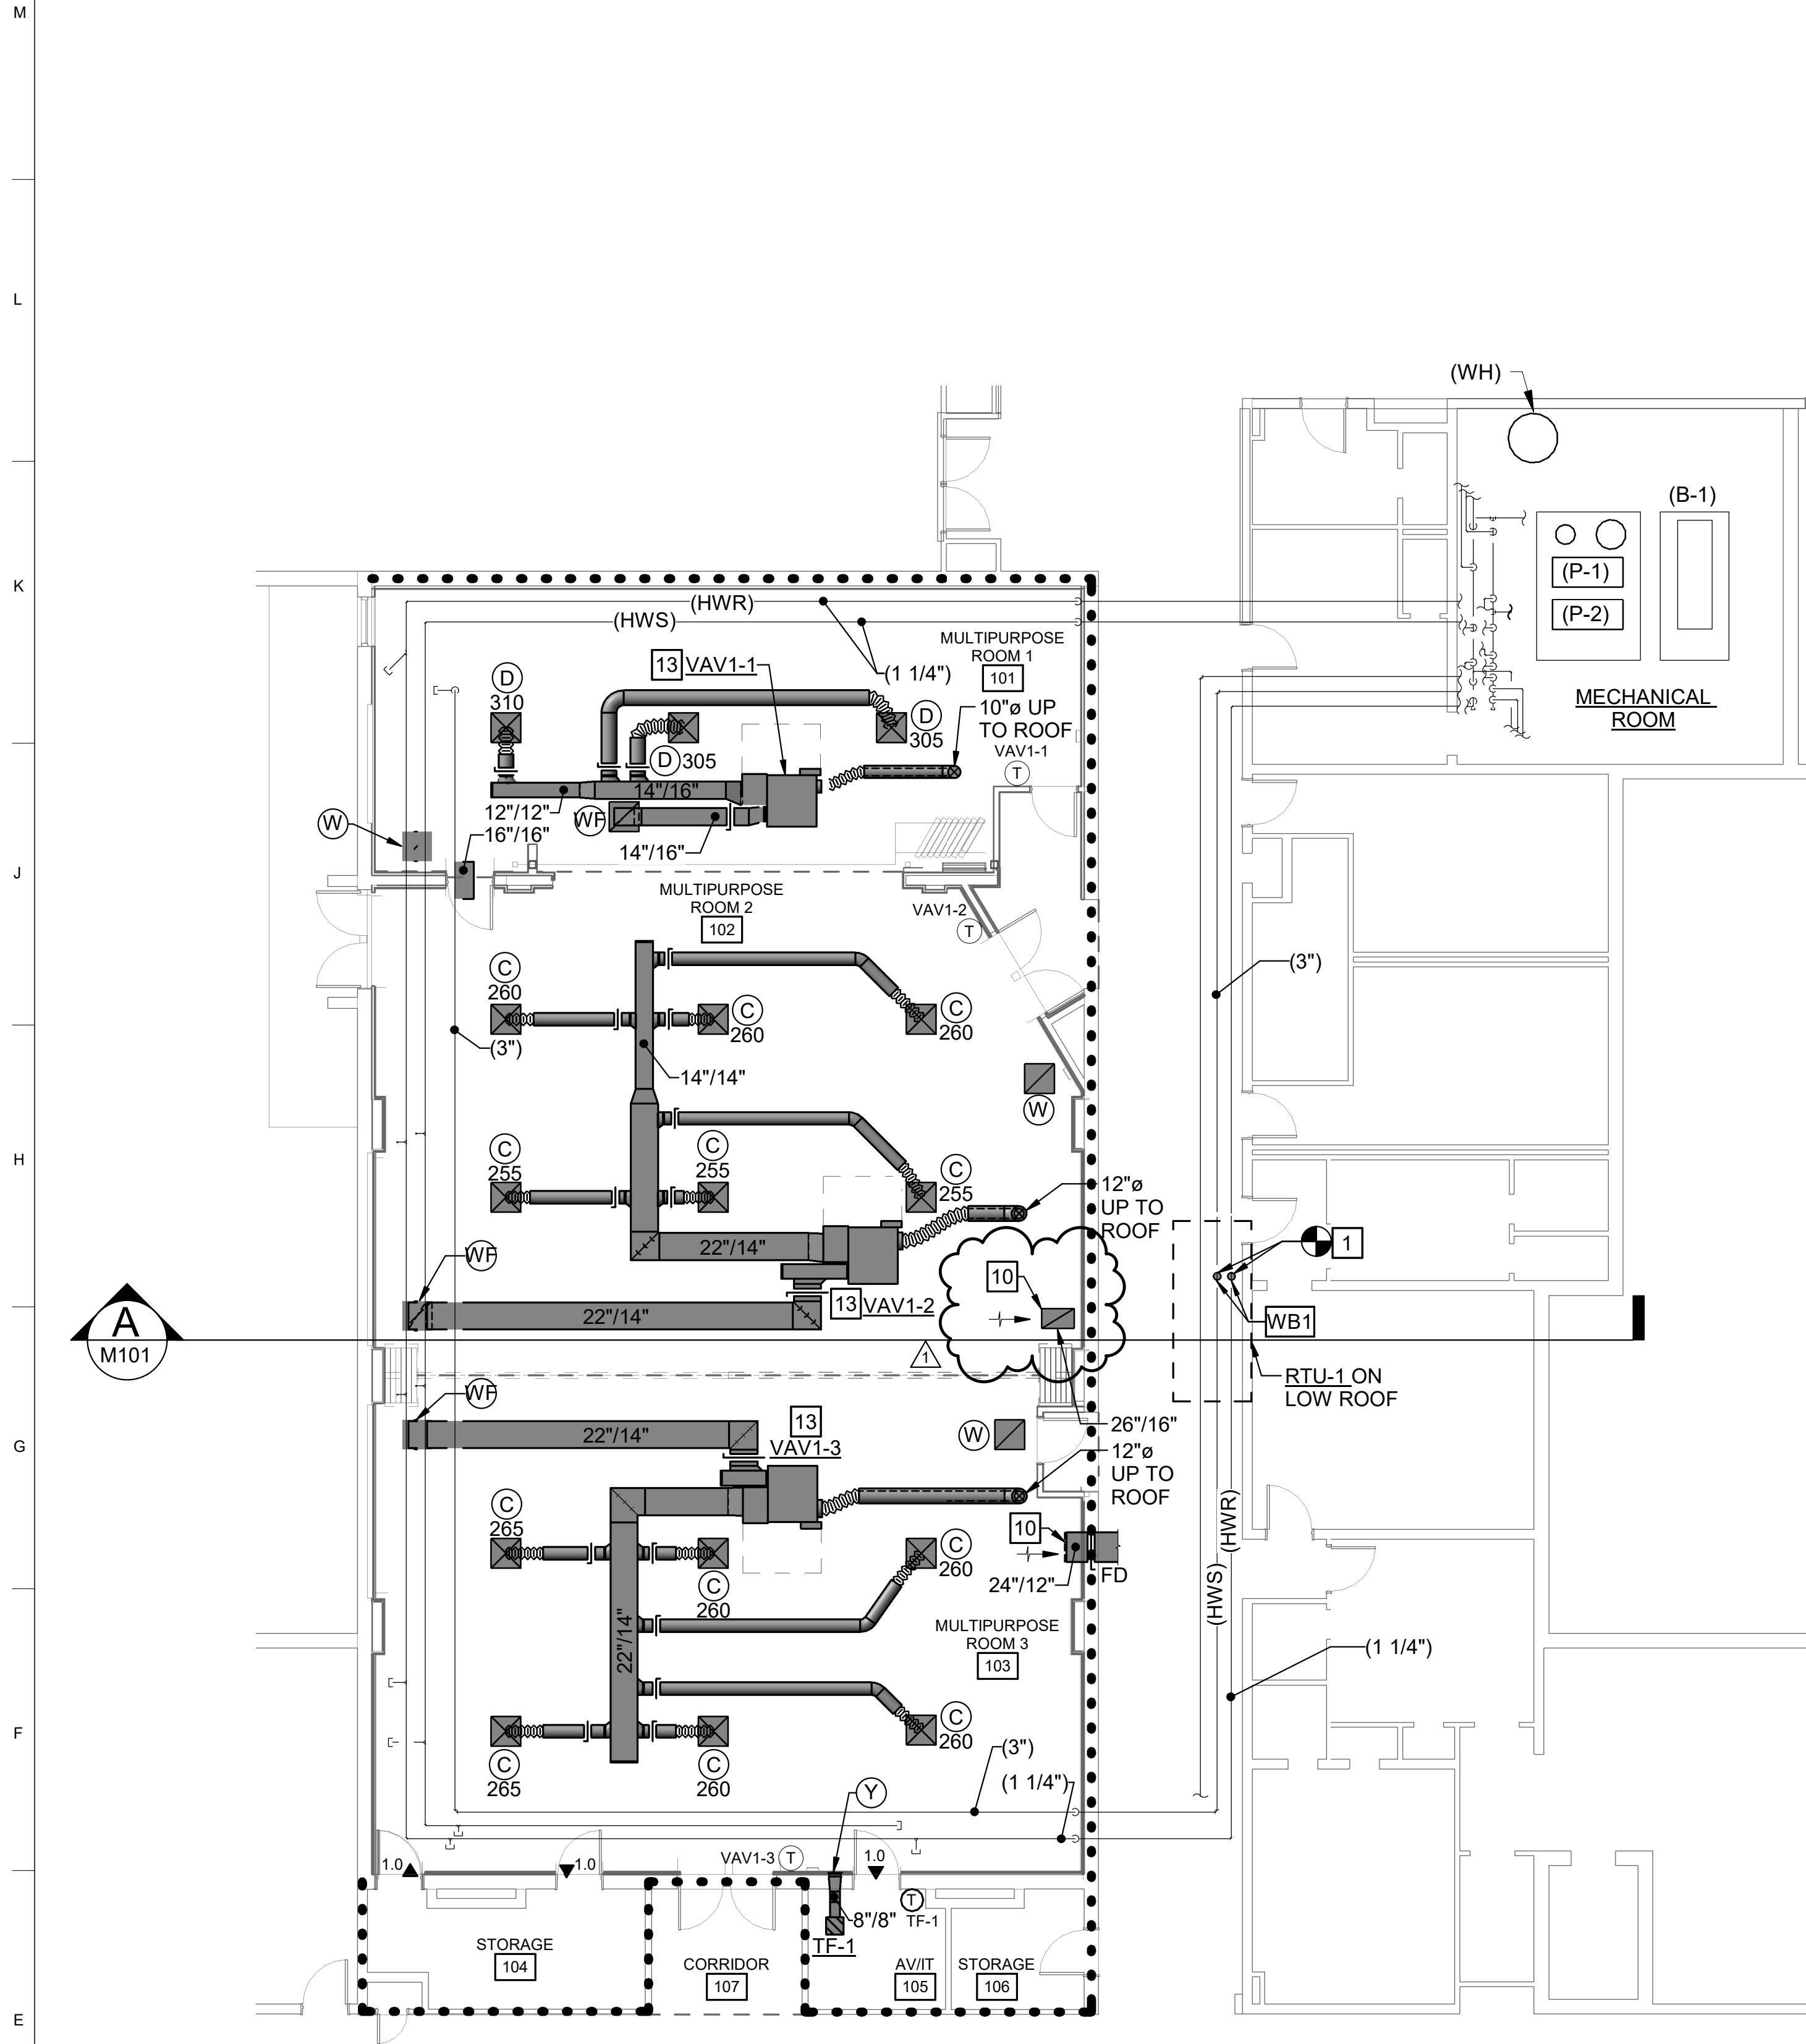 M
L
K
J
H
G
F
E
(WH)
(B-1)
(P-1)
(P-2)
MECHANICAL
ROOM
(HWR)
(HWS)
(1 1/4")
MULTIPURPOSE
ROOM 1
101
13 VAV1-1
D
310
D
305
D 305
10"ø UP
TO ROOF
VAV1-1
T
14"/16"
12"/12"
16"/16"
WF
14"/16"
W
MULTIPURPOSE
ROOM 2
102
VAV1-2
T
C
260
C
260
C
260
(3")
(3")
14"/14"
W
C
255
C
255
C
255
12"ø
UP TO
ROOF
22"/14"
WF
10
1
13 VAV1-2
22"/14"
WB1
A
M101
1
RTU-1 ON
LOW ROOF
WF
13
VAV1-3
22"/14"
W
26"/16"
12"ø
UP TO
ROOF
C
265
C
260
C
260
10
24"/12"
FD
(HWR)
(HWS)
22"/14"
MULTIPURPOSE
ROOM 3
103
(1 1/4")
C
265
C
260
C
260
(3")
(1 1/4")
Y
1.0
1.0
VAV1-3 T
1.0
T
TF-1
8"/8"
TF-1
STORAGE
104
CORRIDOR
107
AV/IT
105
STORAGE
106